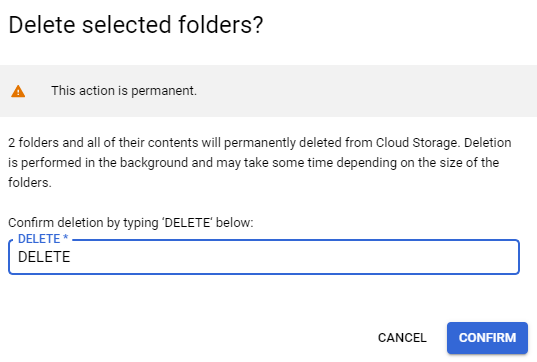 Delete selected folders?
This action is permanent.
2 folders and all of their contents will permanently deleted from Cloud Storage. Deletion
is performed in the background and may take some time depending on the size of the
folders.
Confirm deletion by typing 'DELETE' below:
DELETE *
DELETE
CANCEL CONFIRM